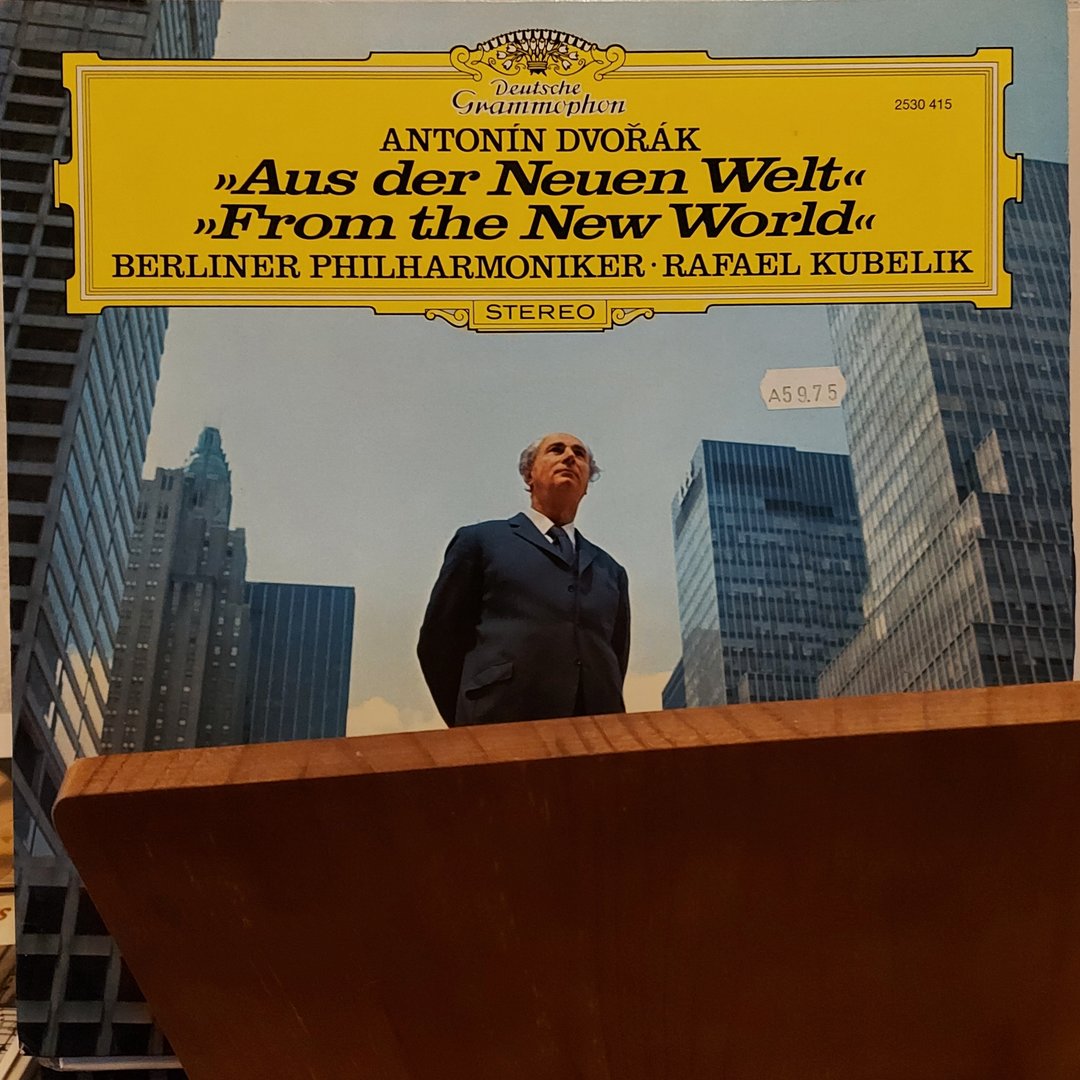 Deutsche
Grammophon
2530 415
ANTONÍN DVOŘÁK
»Aus der Neuen Welt«
»From the New World«
BERLINER PHILHARMONIKER · RAFAEL KUBELIK
STEREO
A59.75